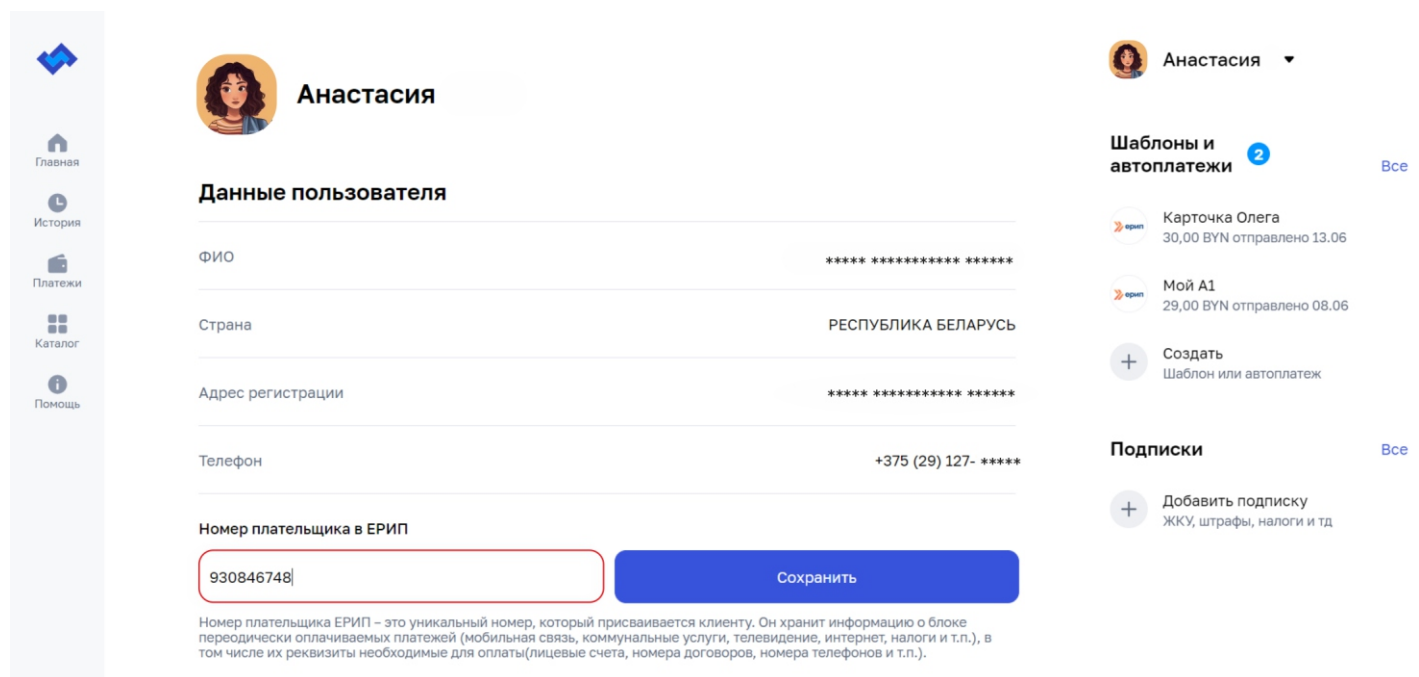 Главная
История
Платежи
Каталог
Помощь
Анастасия
Данные пользователя
ФИО
***** *********** ******
Страна
РЕСПУБЛИКА БЕЛАРУСЬ
Адрес регистрации
***** *********** ******
Телефон
+375 (29) 127- *****
Номер плательщика в ЕРИП
930846748
Сохранить
Номер плательщика ЕРИП – это уникальный номер, который присваивается клиенту. Он хранит информацию о блоке
переодически оплачиваемых платежей (мобильная связь, коммунальные услуги, телевидение, интернет, налоги и т.п.), в
том числе их реквизиты необходимые для оплаты(лицевые счета, номера договоров, номера телефонов и т.п.).
Анастасия
Шаблоны и
автоплатежи
2
Все
ерип
Карточка Олега
30,00 BYN отправлено 13.06
ерип
Мой А1
29,00 BYN отправлено 08.06
Создать
Шаблон или автоплатеж
Подписки
Все
Добавить подписку
ЖКУ, штрафы, налоги и тд